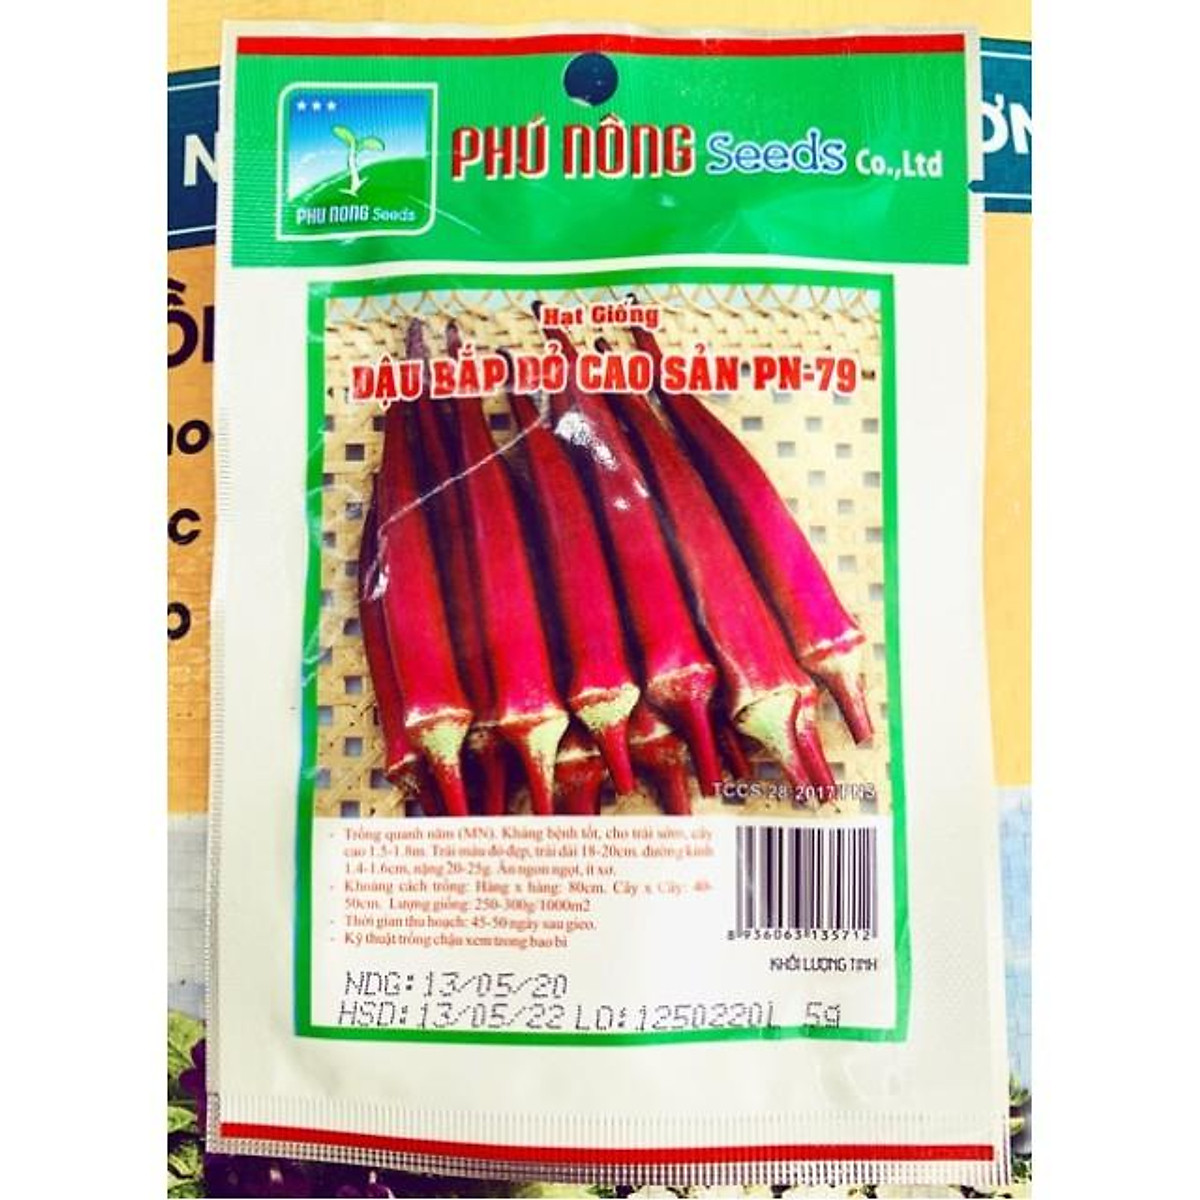 PHÚ NÔNG Seeds Co.,Ltd
PHU NONG Seeds
Hạt Giống
ĐẬU BẮP ĐỎ CAO SẢN PN-79
TCCS 28-2017/PNS
- Trồng quanh năm (MN). Kháng bệnh tốt, cho trái sớm, cây
cao 1.5-1.8m. Trái màu đỏ đẹp, trái dài 18-20cm, đường kính
1.4-1.6cm, nặng 20-25g. Ăn ngon ngọt, ít xơ.
- Khoảng cách trồng: Hàng x hàng: 80cm. Cây x Cây: 40-
50cm. Lượng giống: 250-300g/1000m2
- Thời gian thu hoạch: 45-50 ngày sau gieo.
- Kỹ thuật trồng chậu xem trong bao bì
8 936063 135712
KHỐI LƯỢNG TỊNH
NDG: 13/05/20
HSD: 13/05/22 LO: 1250220L 5g